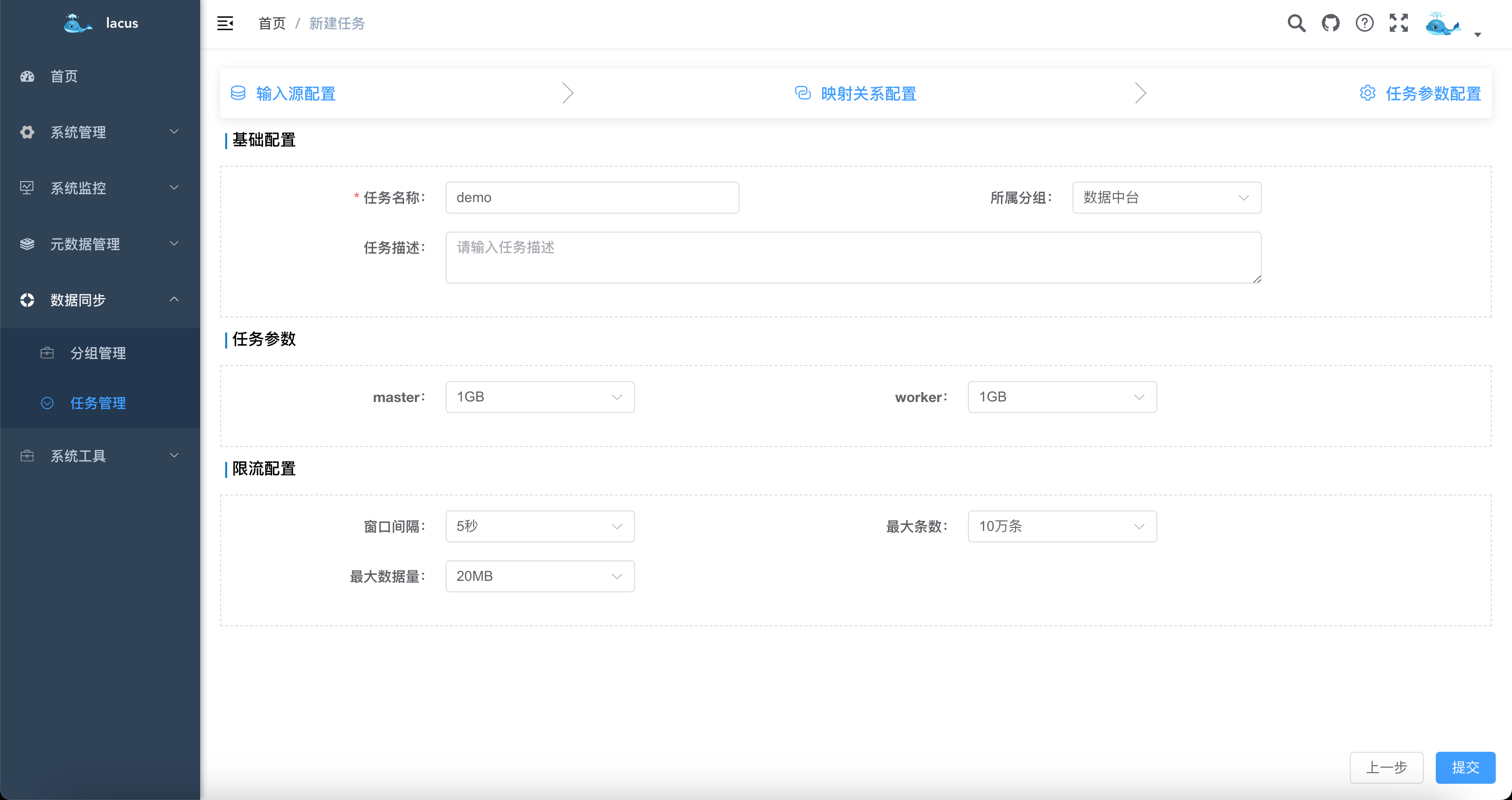 lacus
首页
系统管理
系统监控
元数据管理
数据同步
分组管理
任务管理
系统工具
首页 / 新建任务
输入源配置
映射关系配置
任务参数配置
基础配置
* 任务名称: demo
所属分组: 数据中台
任务描述: 请输入任务描述
任务参数
master: 1GB
worker: 1GB
限流配置
窗口间隔: 5秒
最大条数: 10万条
最大数据量: 20MB
上一步
提交